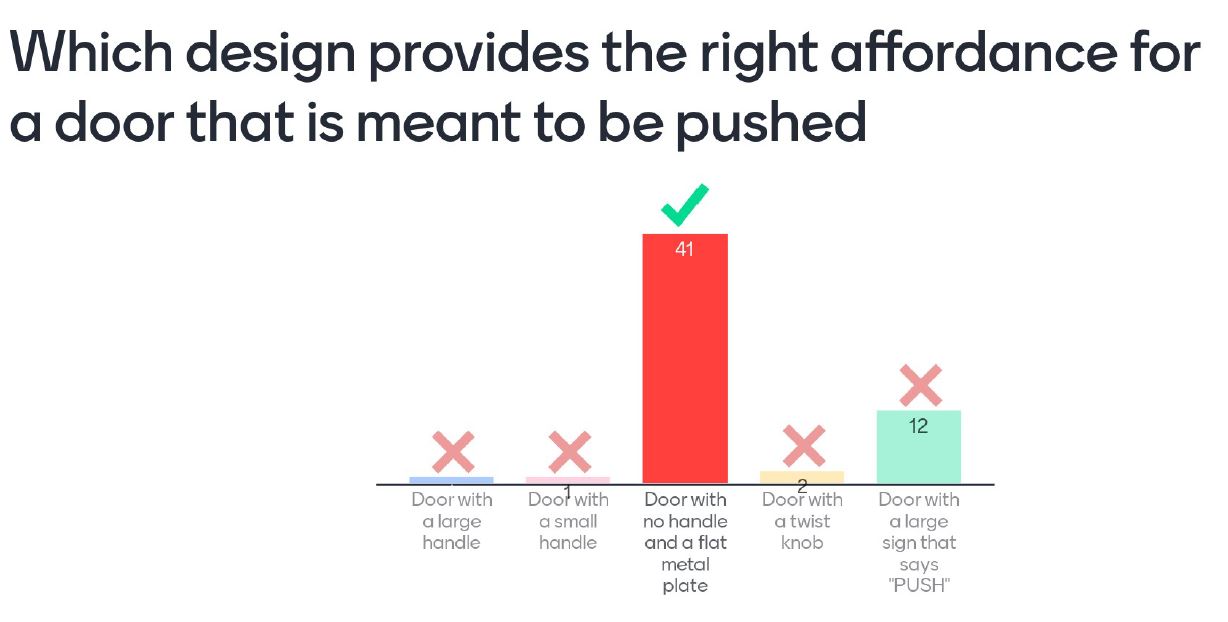 Which design provides the right affordance for
a door that is meant to be pushed
41
12
1
2
Door with
a large
handle
Door with
a small
handle
Door with
no handle
and a flat
metal
plate
Door with
a twist
knob
Door with
a large
sign that
says
"PUSH"